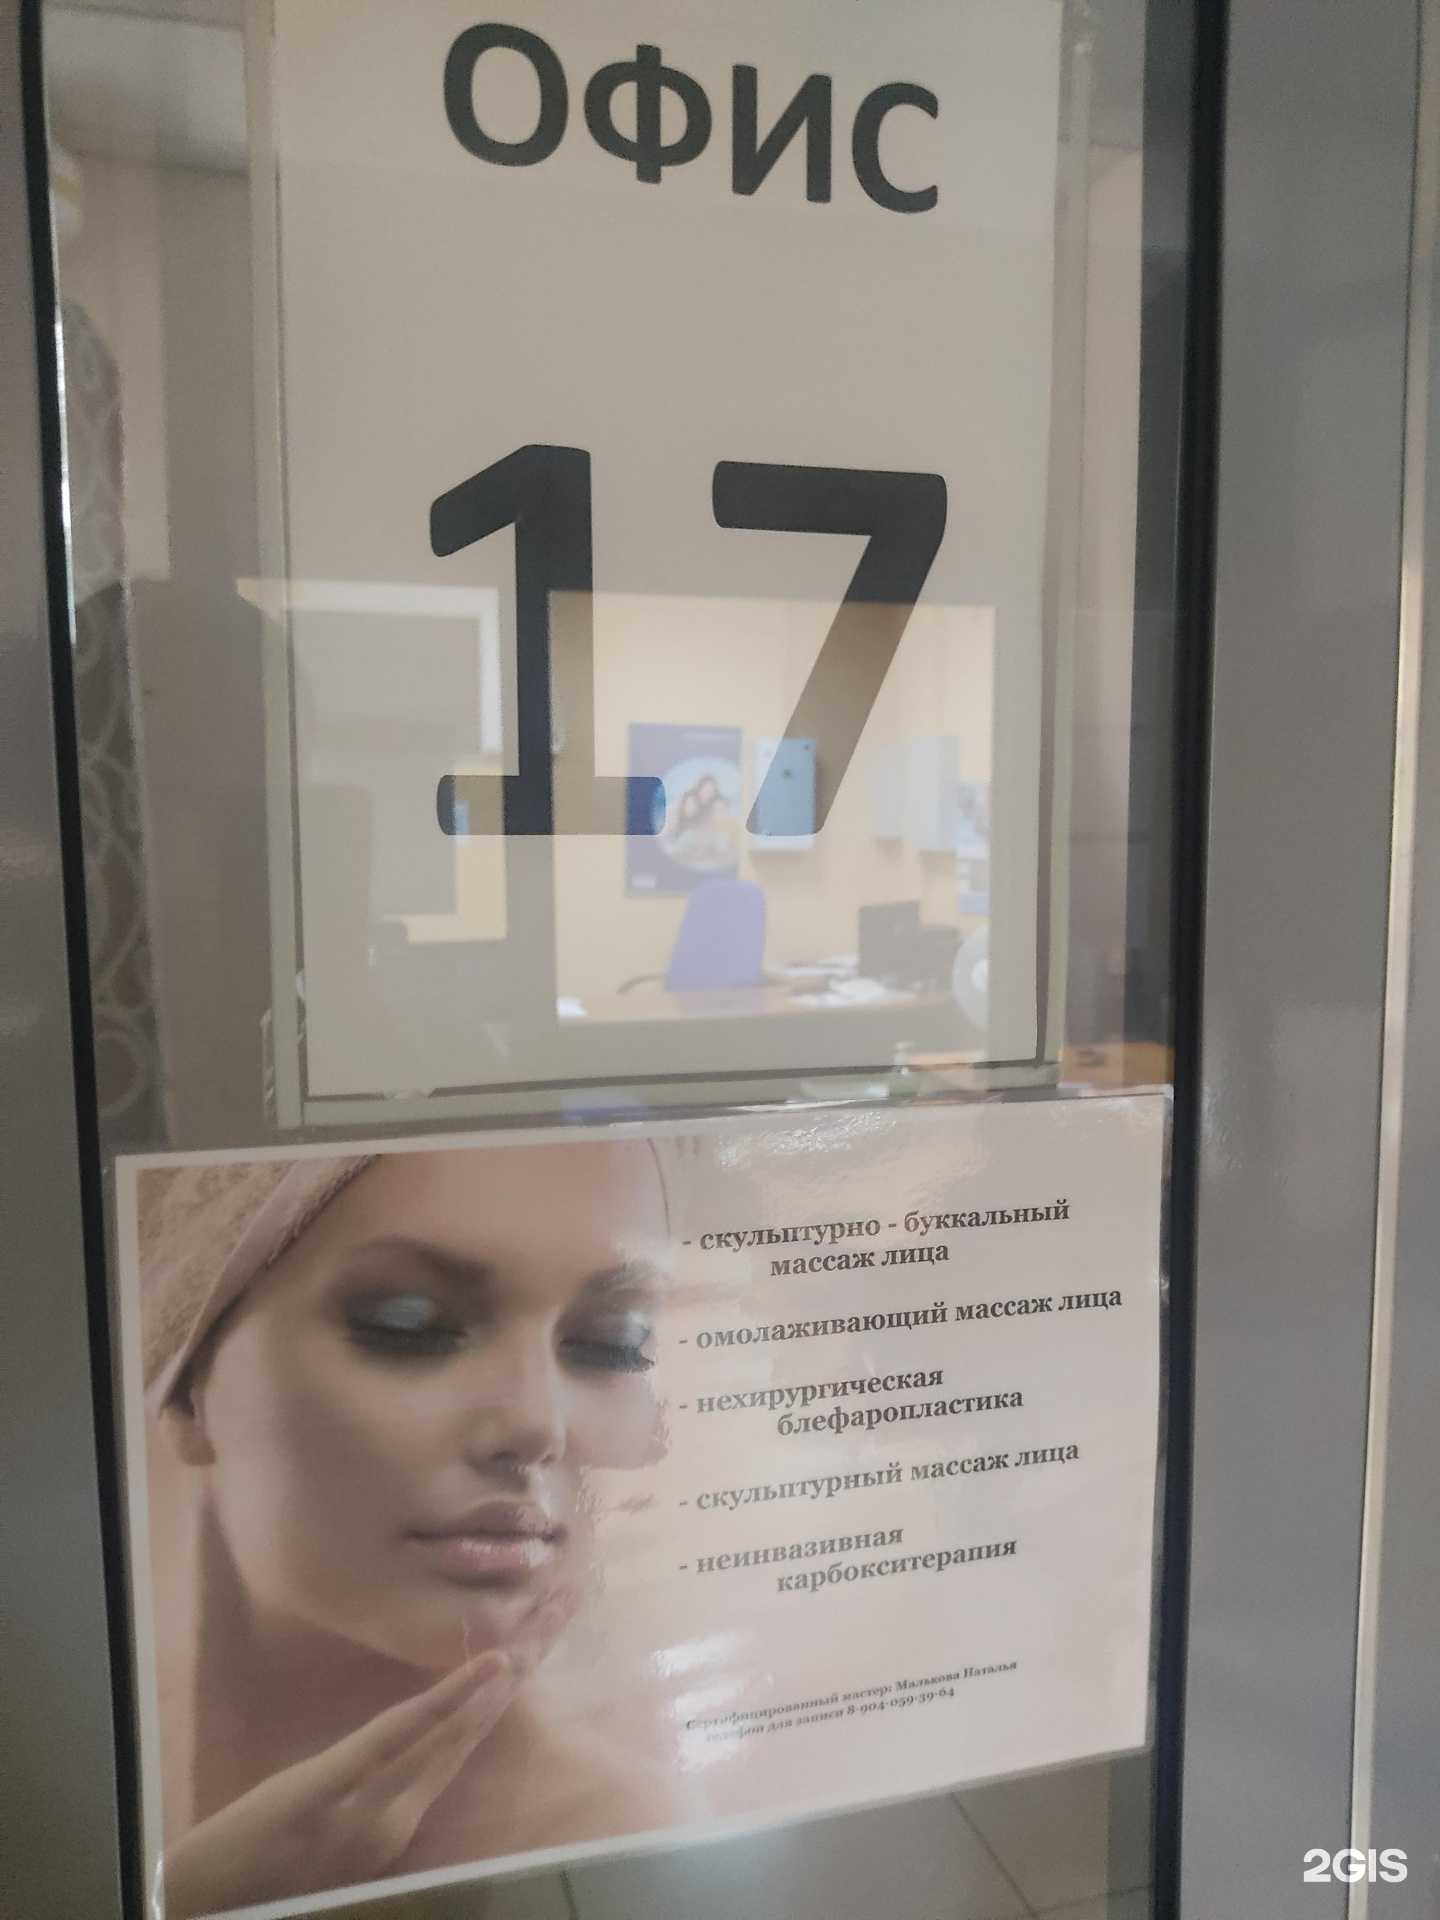 ОФИС
17
- скульптурно - буккальный
массаж лица
- омолаживающий массаж лица
- нехирургическая
блефаропластика
- скульптурный массаж лица
- неинвазивная
карбокситерапия
Сертифицированный мастер: Малькова Наталья
телефон для записи 8-904-059-39-64
2GIS